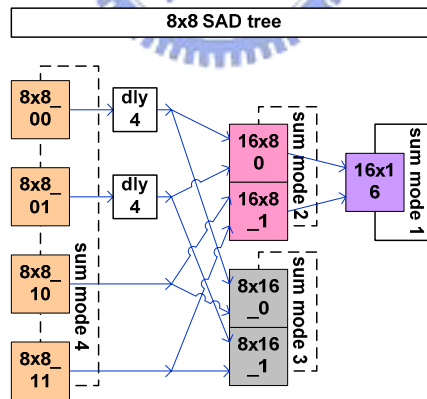 8x8 SAD tree
8x8_
00
dly
4
8x8_
01
dly
4
8x8_
10
8x8_
11
sum mode 4
16x8
0
16x8
_1
sum mode 2
8x16
_0
8x16
_1
sum mode 3
16x1
6
sum mode 1